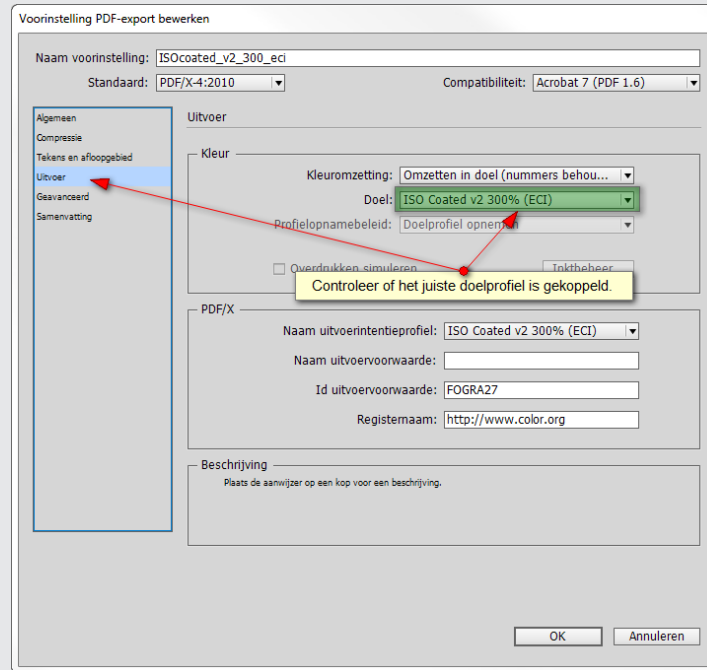 Voorinstelling PDF-export bewerken
Naam voorinstelling: ISOcoated_v2_300_eci
Standaard: PDF/X-4:2010 Compatibiliteit: Acrobat 7 (PDF 1.6)
Algemeen
Compressie
Tekens en afloopgebied
Uitvoer
Geavanceerd
Samenvatting
Uitvoer
Kleur
Kleuromzetting: Omzetten in doel (nummers behou...
Doel: ISO Coated v2 300% (ECI)
Profielopnamebeleid: Doelprofiel opnemen
Overdrukken simuleren Inktbeheer...
Controleer of het juiste doelprofiel is gekoppeld.
PDF/X
Naam uitvoerintentieprofiel: ISO Coated v2 300% (ECI)
Naam uitvoervoorwaarde:
Id uitvoervoorwaarde: FOGRA27
Registernaam: http://www.color.org
Beschrijving
Plaats de aanwijzer op een kop voor een beschrijving.
OK Annuleren